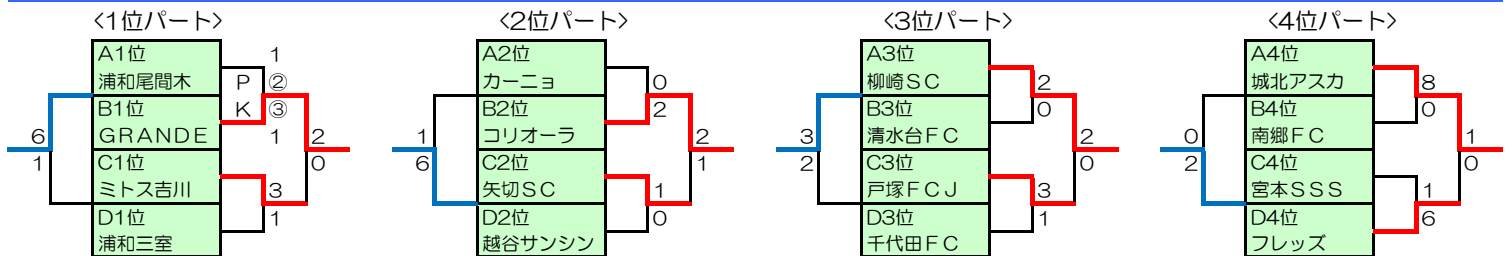 <1位パート>
A1位
浦和尾間木
B1位
GRANDE
C1位
ミトス吉川
D1位
浦和三室
1
P ②
K ③
1
3
1
2
0
6
1
<2位パート>
A2位
カーニョ
B2位
コリオーラ
C2位
矢切SC
D2位
越谷サンシン
0
2
1
0
2
1
1
6
<3位パート>
A3位
柳崎SC
B3位
清水台FC
C3位
戸塚FCJ
D3位
千代田FC
2
0
3
1
2
0
3
2
<4位パート>
A4位
城北アスカ
B4位
南郷FC
C4位
宮本SSS
D4位
フレッズ
8
0
1
6
1
0
0
2